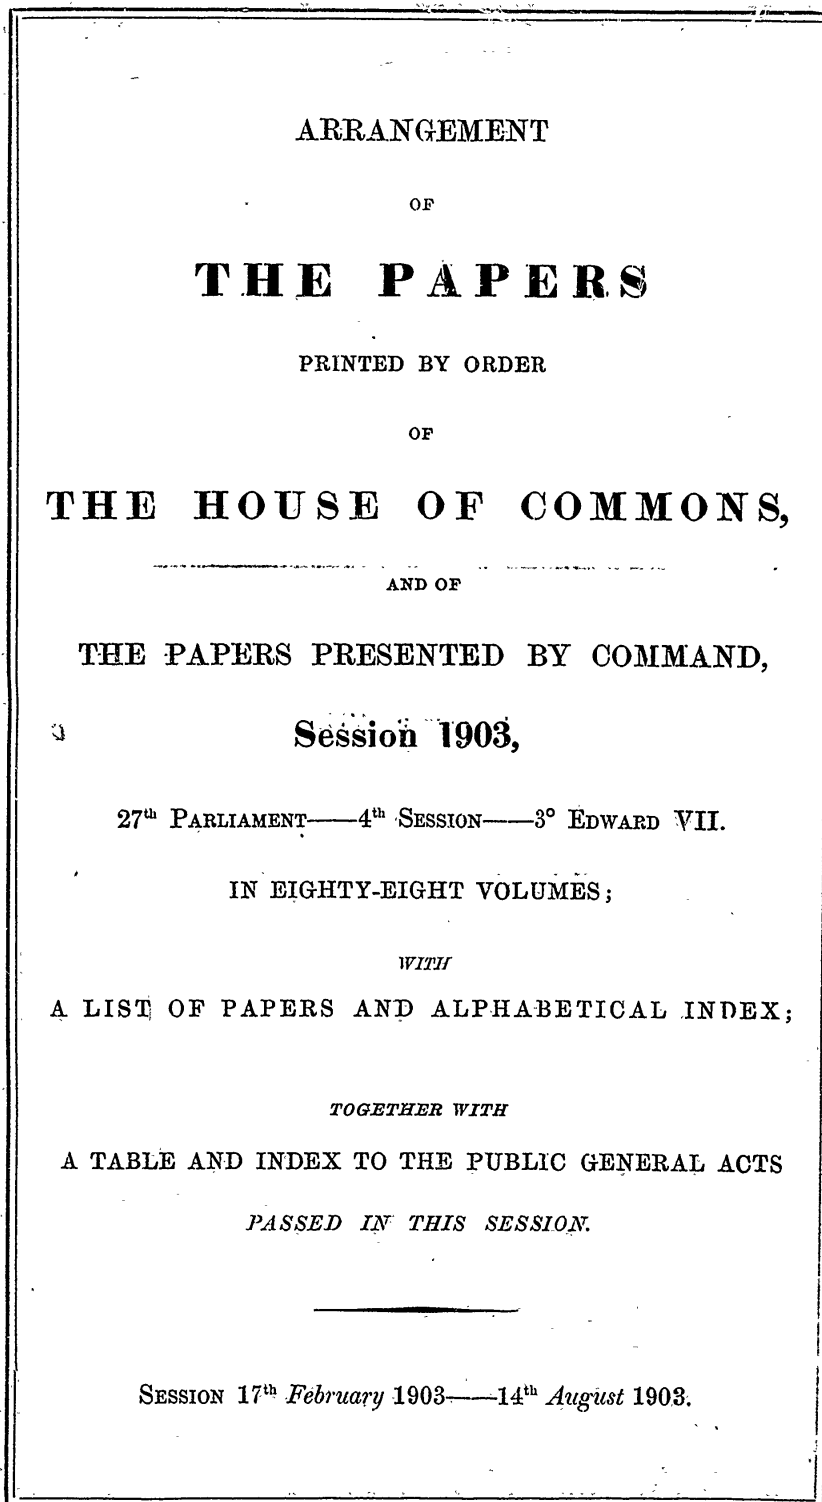 ARRANGEMENT
OF
THE PAPERS
PRINTED BY ORDER
OF
THE HOUSE OF COMMONS,
AND OF
THE PAPERS PRESENTED BY COMMAND,
Session 1903,
27th PARLIAMENT——4th SESSION——3° EDWARD VII.
IN EIGHTY-EIGHT VOLUMES;
WITH
A LIST OF PAPERS AND ALPHABETICAL INDEX;
TOGETHER WITH
A TABLE AND INDEX TO THE PUBLIC GENERAL ACTS
PASSED IN THIS SESSION.
SESSION 17th February 1903——14th August 1903.